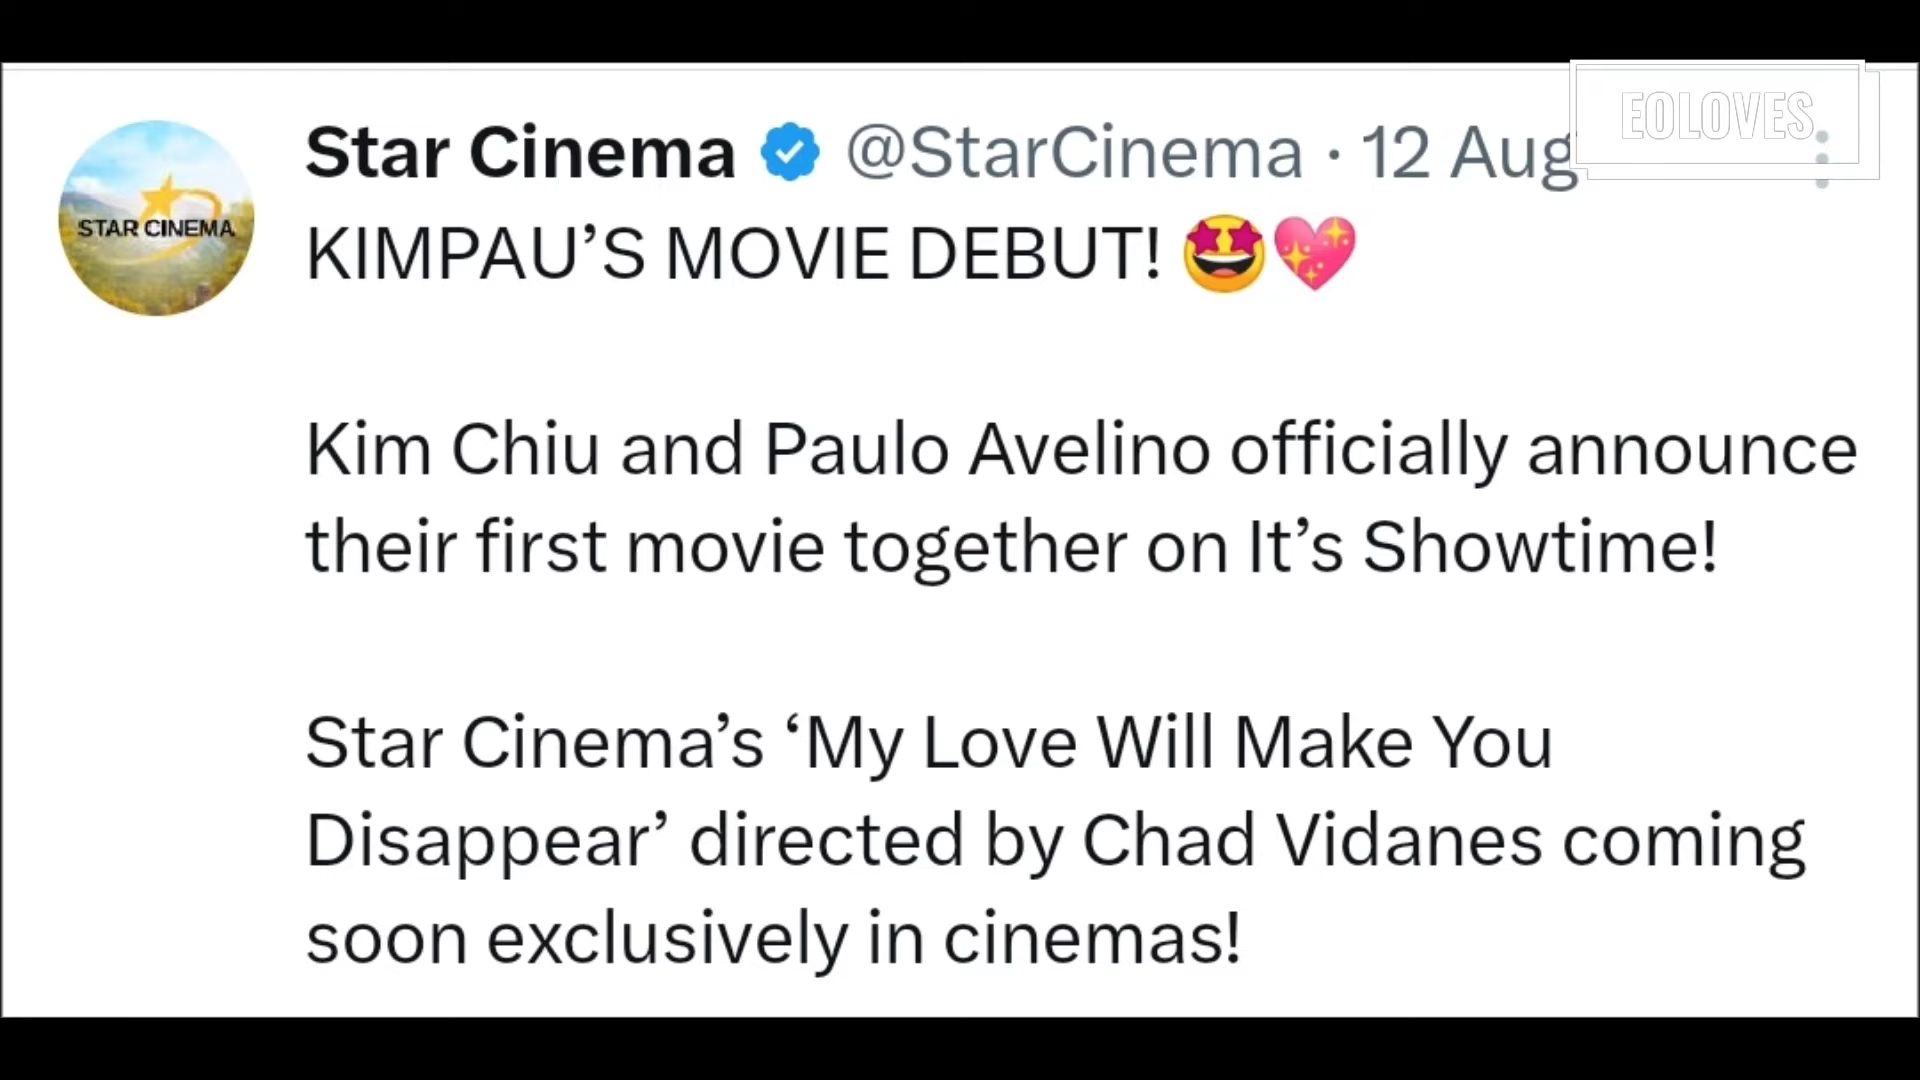 EOLOVES
STAR CINEMA
Star Cinema @StarCinema · 12 Aug
KIMPAU’S MOVIE DEBUT! 🤩💖
Kim Chiu and Paulo Avelino officially announce
their first movie together on It’s Showtime!
Star Cinema’s ‘My Love Will Make You
Disappear’ directed by Chad Vidanes coming
soon exclusively in cinemas!